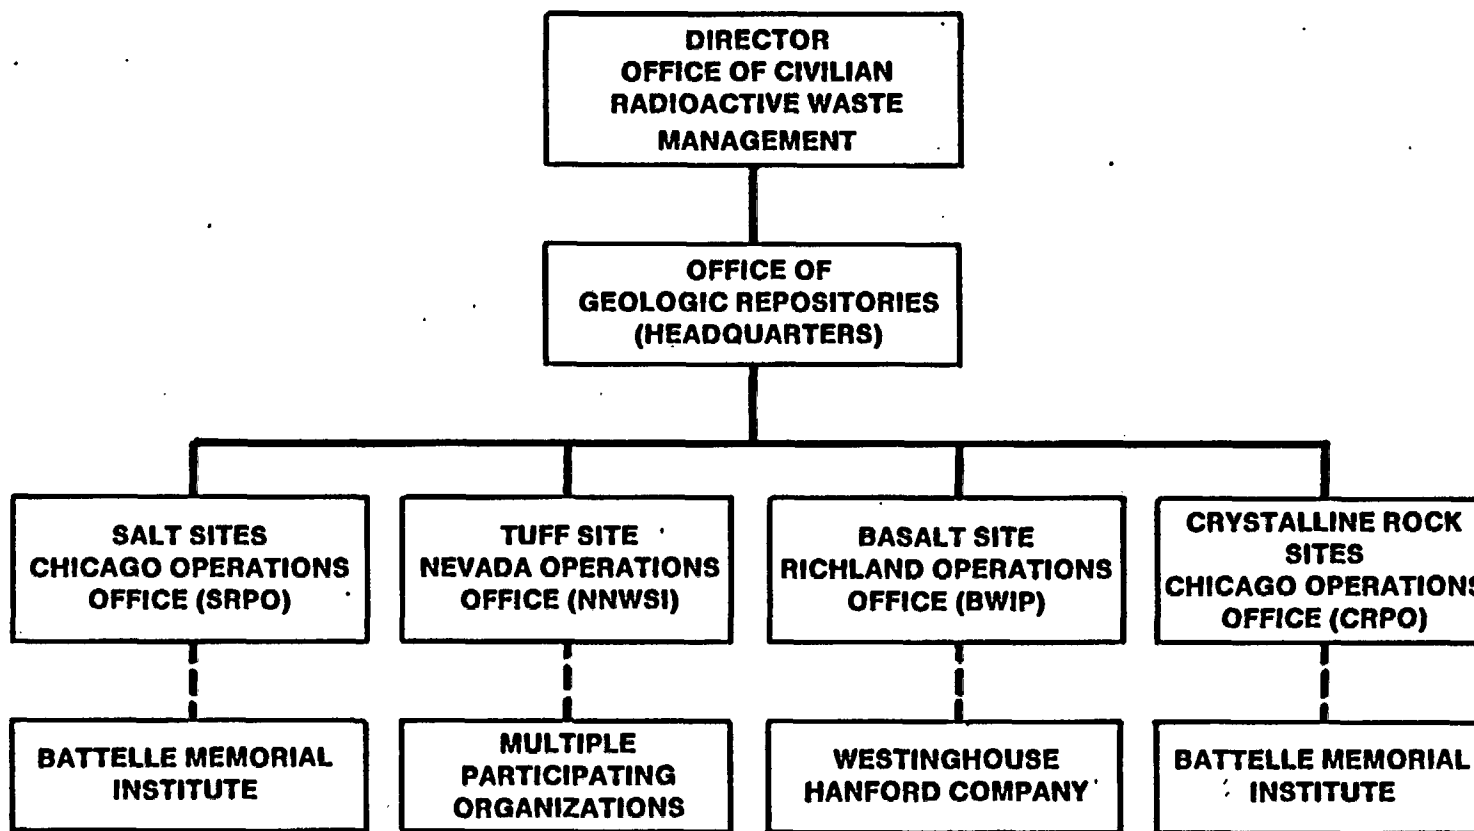 DIRECTOR
OFFICE OF CIVILIAN
RADIOACTIVE WASTE
MANAGEMENT
OFFICE OF
GEOLOGIC REPOSITORIES
(HEADQUARTERS)
SALT SITES
CHICAGO OPERATIONS
OFFICE (SRPO)
TUFF SITE
NEVADA OPERATIONS
OFFICE (NNWSI)
BASALT SITE
RICHLAND OPERATIONS
OFFICE (BWIP)
CRYSTALLINE ROCK
SITES
CHICAGO OPERATIONS
OFFICE (CRPO)
BATTELLE MEMORIAL
INSTITUTE
MULTIPLE
PARTICIPATING
ORGANIZATIONS
WESTINGHOUSE
HANFORD COMPANY
BATTELLE MEMORIAL
INSTITUTE